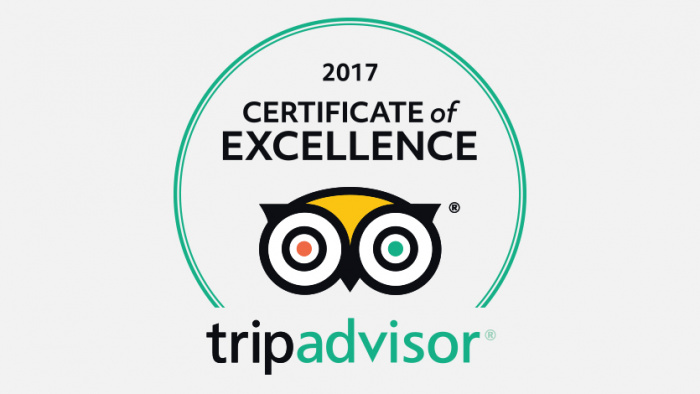 2017
CERTIFICATE of
EXCELLENCE
®
tripadvisor®